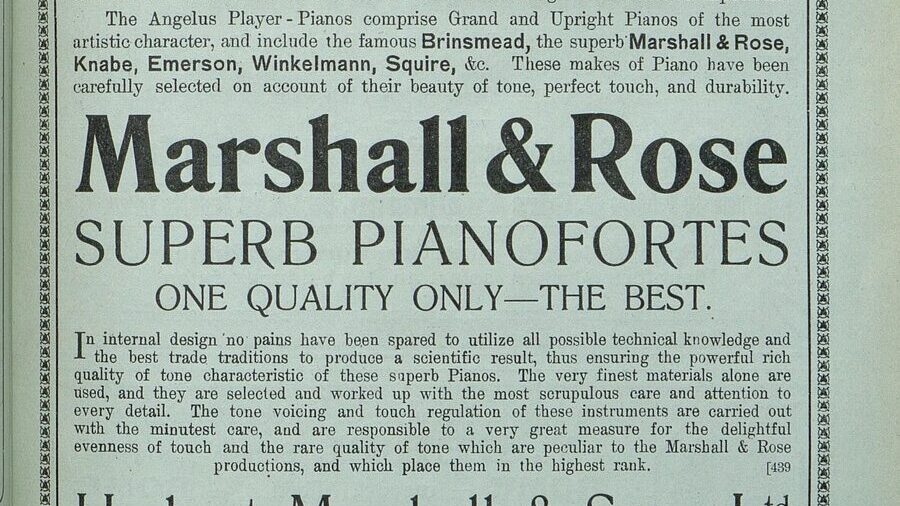 The Angelus Player-Pianos comprise Grand and Upright Pianos of the most
artistic character, and include the famous Brinsmead, the superb Marshall & Rose,
Knabe, Emerson, Winkelmann, Squire, &c. These makes of Piano have been
carefully selected on account of their beauty of tone, perfect touch, and durability.
Marshall & Rose
SUPERB PIANOFORTES
ONE QUALITY ONLY—THE BEST.
In internal design no pains have been spared to utilize all possible technical knowledge and
the best trade traditions to produce a scientific result, thus ensuring the powerful rich
quality of tone characteristic of these superb Pianos. The very finest materials alone are
used, and they are selected and worked up with the most scrupulous care and attention to
every detail. The tone voicing and touch regulation of these instruments are carried out
with the minutest care, and are responsible to a very great measure for the delightful
evenness of touch and the rare quality of tone which are peculiar to the Marshall & Rose
productions, and which place them in the highest rank. [439
Marshall & Ltd